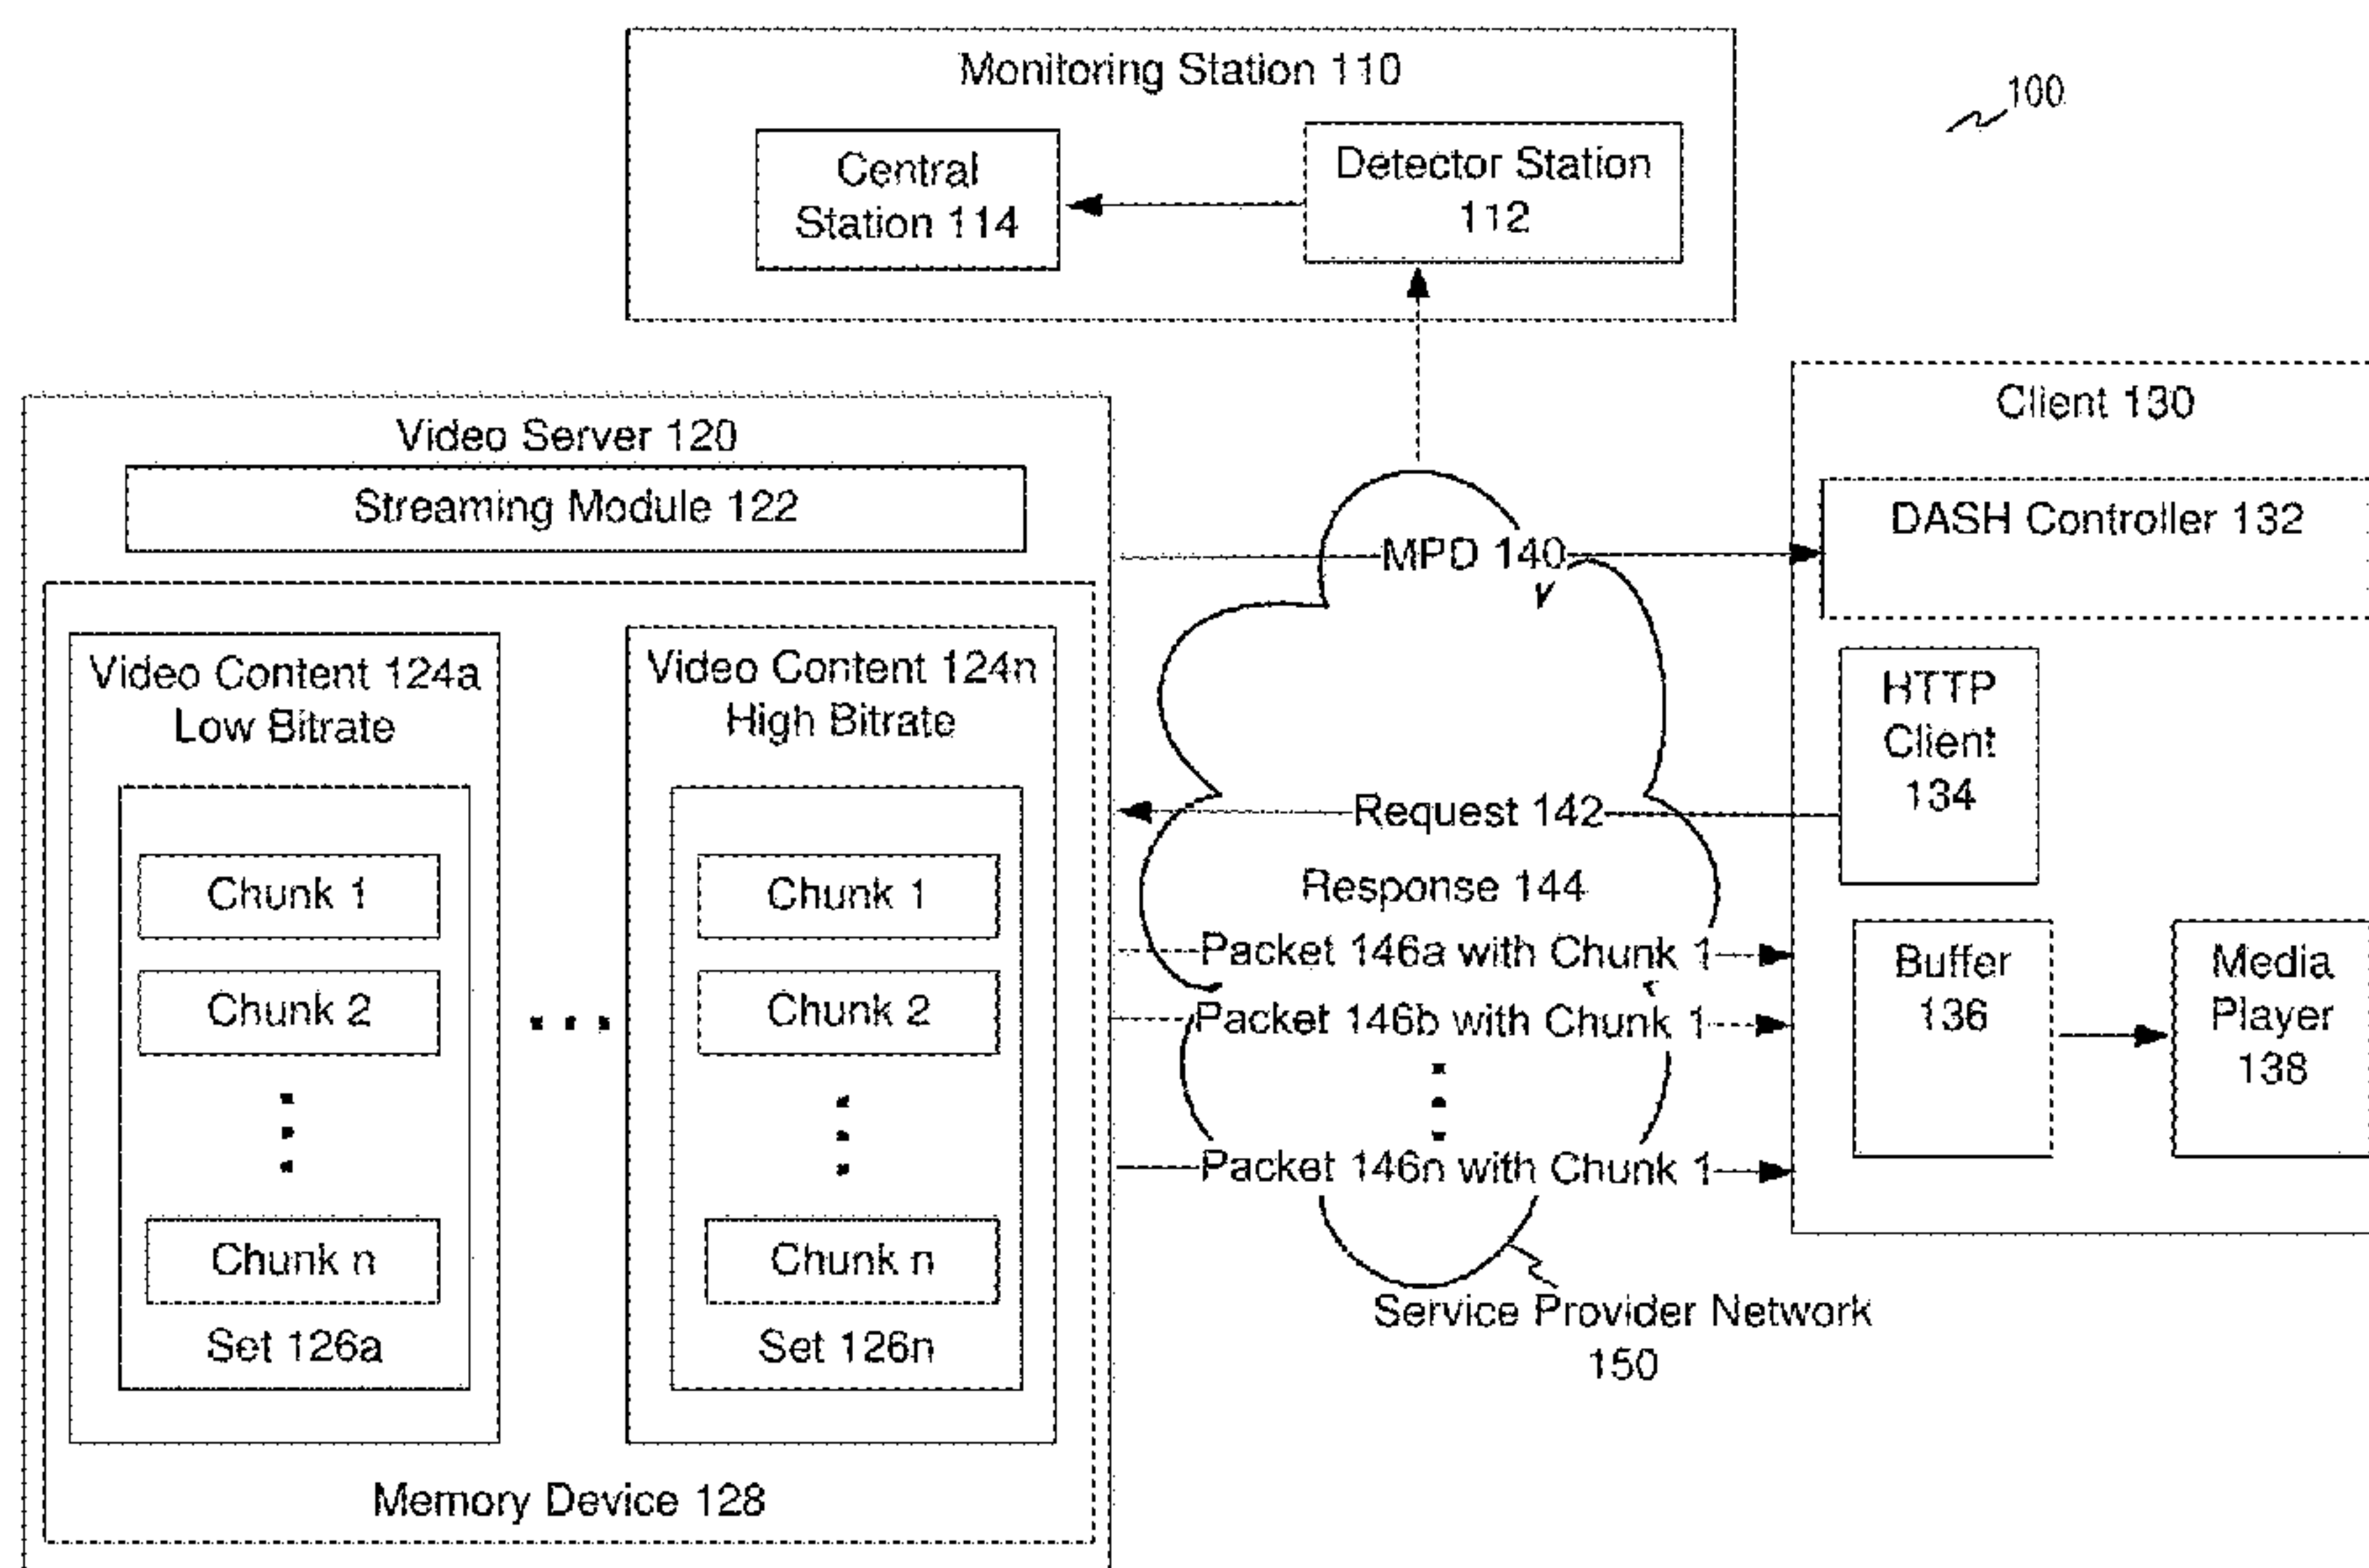 Monitoring Station 110
100
Central
Station 114
Detector Station
112
Video Server 120
Streaming Module 122
Video Content 124a
Low Bitrate
Chunk 1
Chunk 2
Chunk n
Set 126a
Video Content 124n
High Bitrate
Chunk 1
Chunk 2
Chunk n
Set 126n
Memory Device 128
MPD 140
Request 142
Response 144
Packet 146a with Chunk 1
Packet 146b with Chunk 1
Packet 146n with Chunk 1
Service Provider Network
150
Client 130
DASH Controller 132
HTTP
Client
134
Buffer
136
Media
Player
138